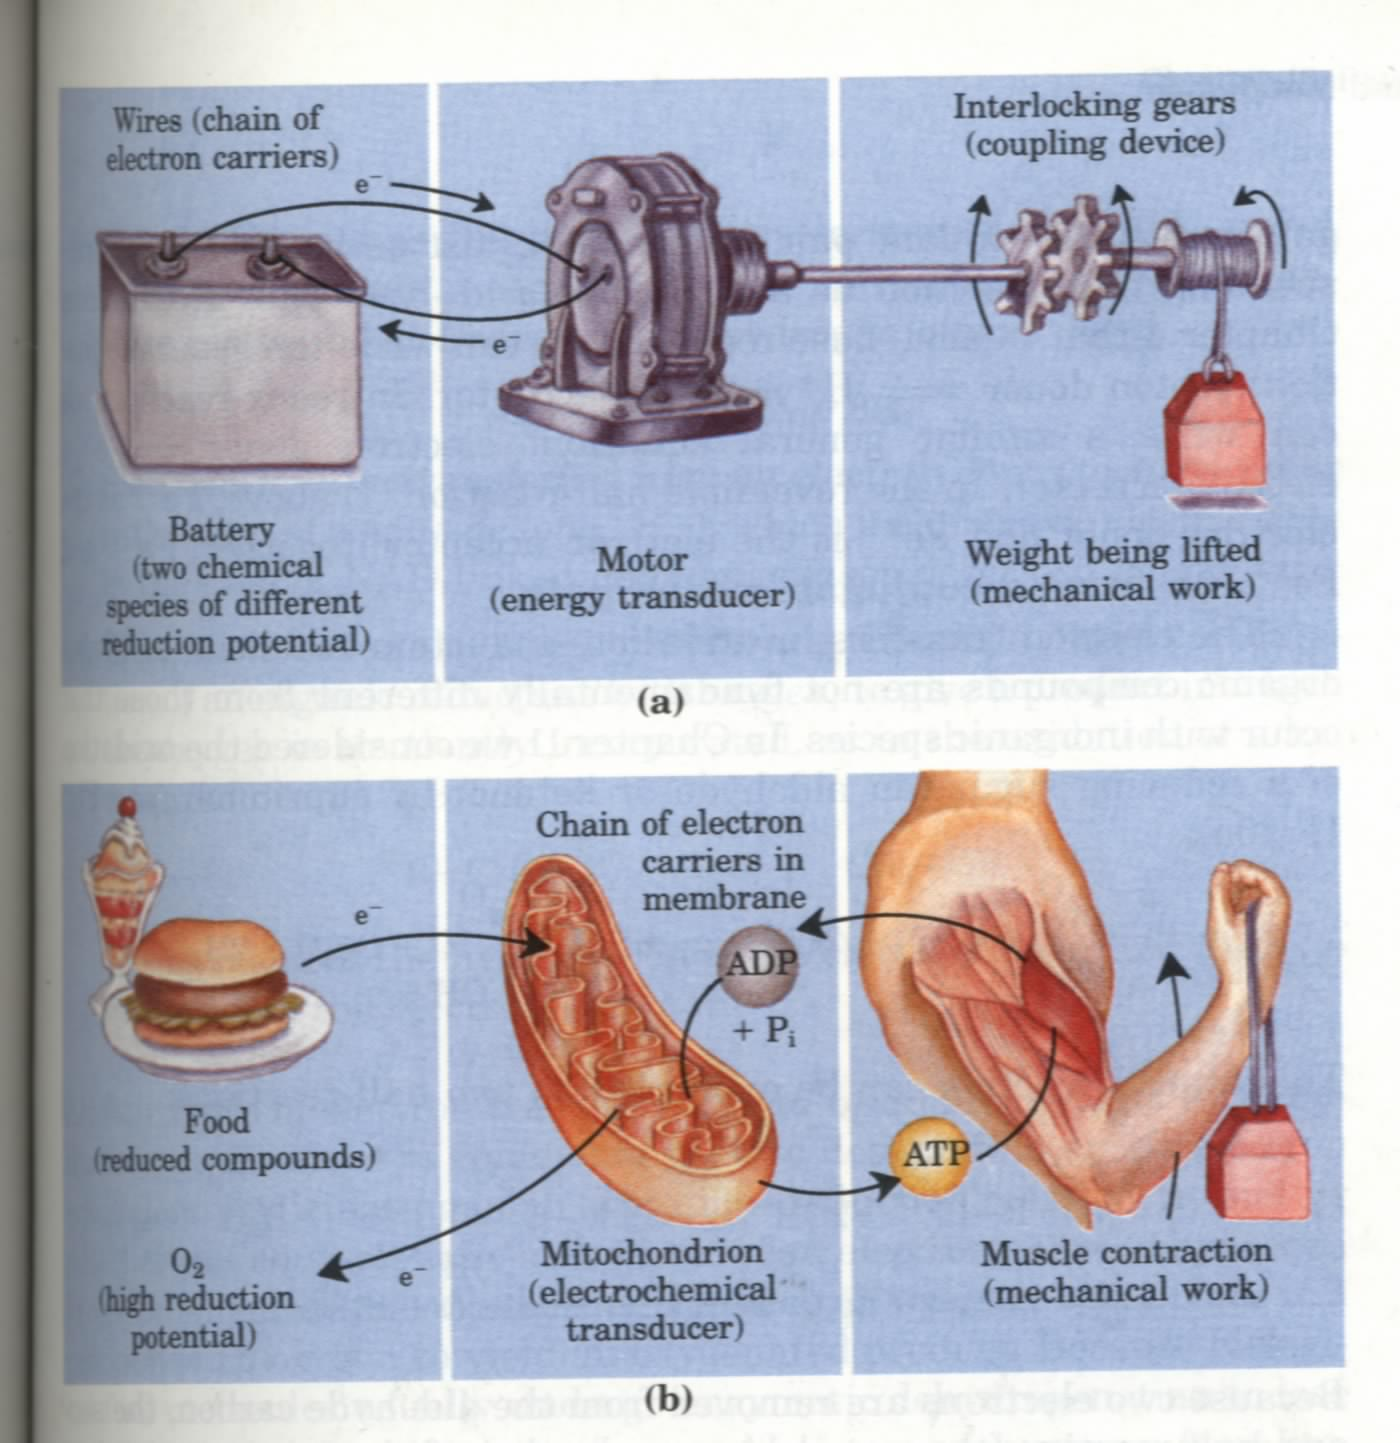 Wires (chain of
electron carriers)
e⁻
e⁻
Battery
(two chemical
species of different
reduction potential)
Motor
(energy transducer)
Interlocking gears
(coupling device)
Weight being lifted
(mechanical work)
(a)
e⁻
Food
(reduced compounds)
O₂
(high reduction
potential)
e⁻
Chain of electron
carriers in
membrane
ADP
+ Pᵢ
ATP
Mitochondrion
(electrochemical
transducer)
Muscle contraction
(mechanical work)
(b)